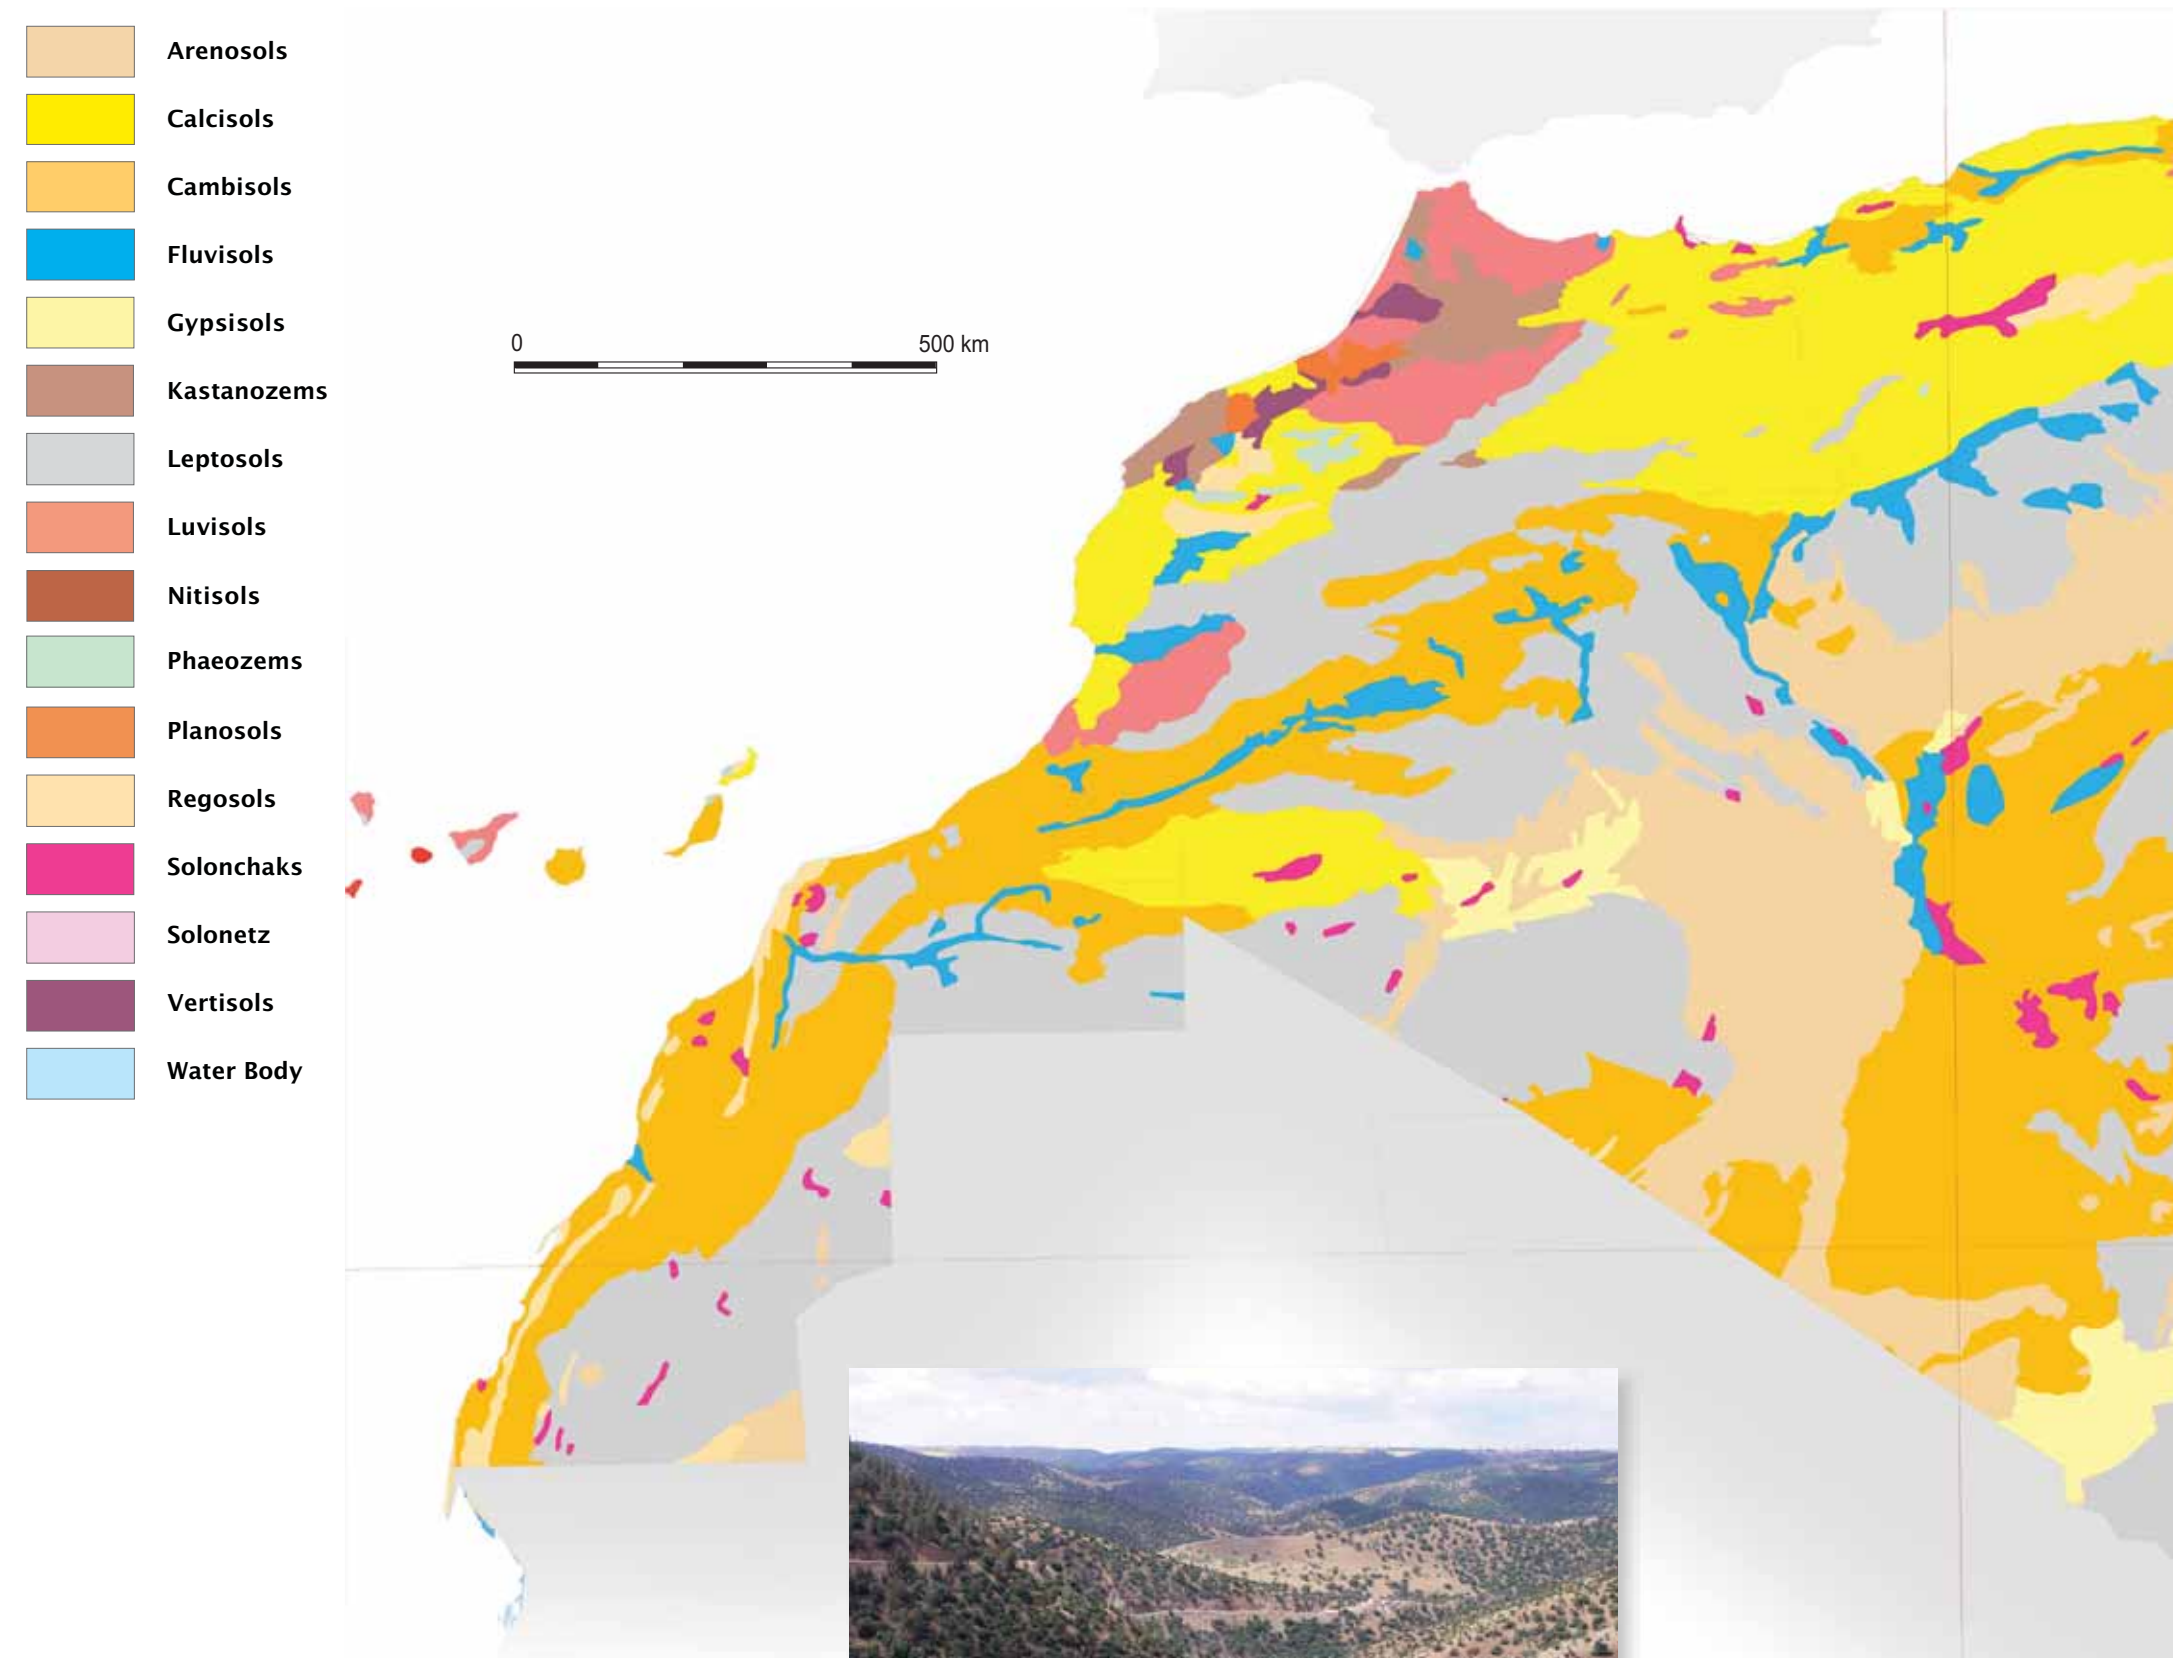 Arenosols
Calcisols
Cambisols
Fluvisols
Gypsisols
Kastanozems
Leptosols
Luvisols
Nitisols
Phaeozems
Planosols
Regosols
Solonchaks
Solonetz
Vertisols
Water Body
0 500 km